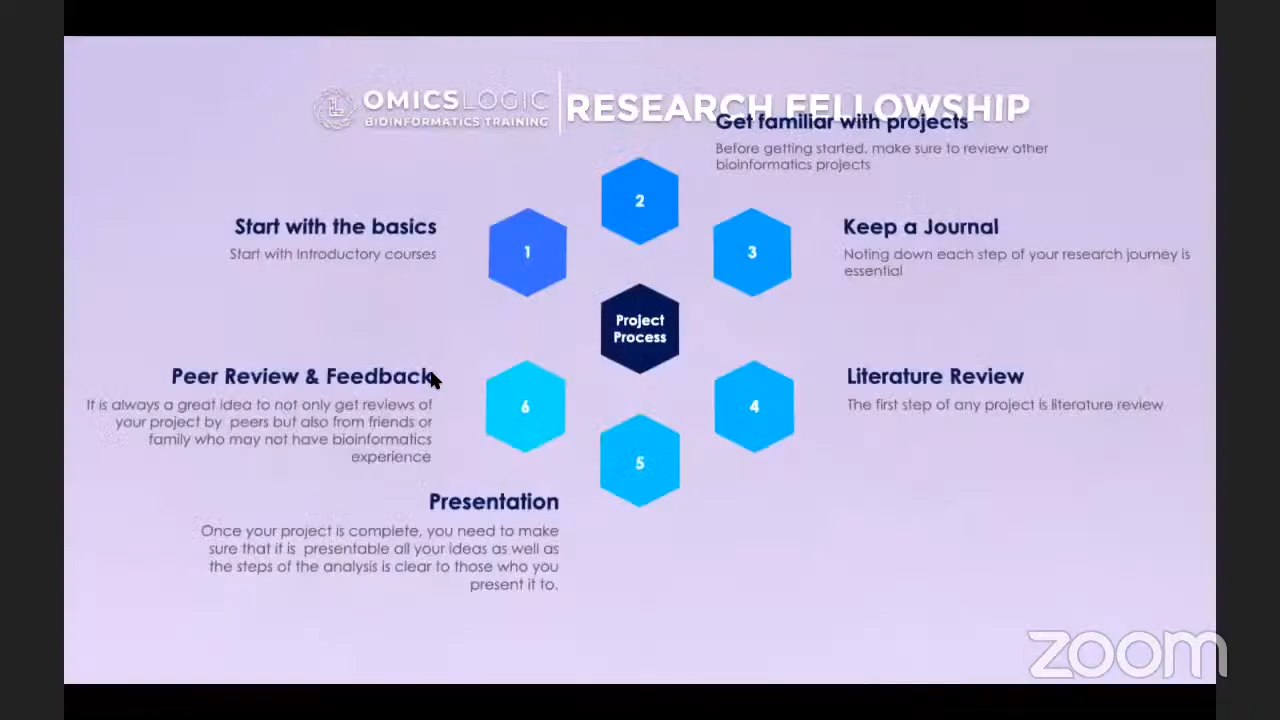 OMICSLOGIC
BIOINFORMATICS TRAINING
RESEARCH FELLOWSHIP
Start with the basics
Start with Introductory courses
1
Get familiar with projects
Before getting started, make sure to review other
bioinformatics projects
2
Keep a Journal
Noting down each step of your research journey is
essential
3
Project
Process
Literature Review
The first step of any project is literature review
4
Presentation
Once your project is complete, you need to make
sure that it is presentable all your ideas as well as
the steps of the analysis is clear to those who you
present it to.
5
Peer Review & Feedback
It is always a great idea to not only get reviews of
your project by peers but also from friends or
family who may not have bioinformatics
experience
6
zoom